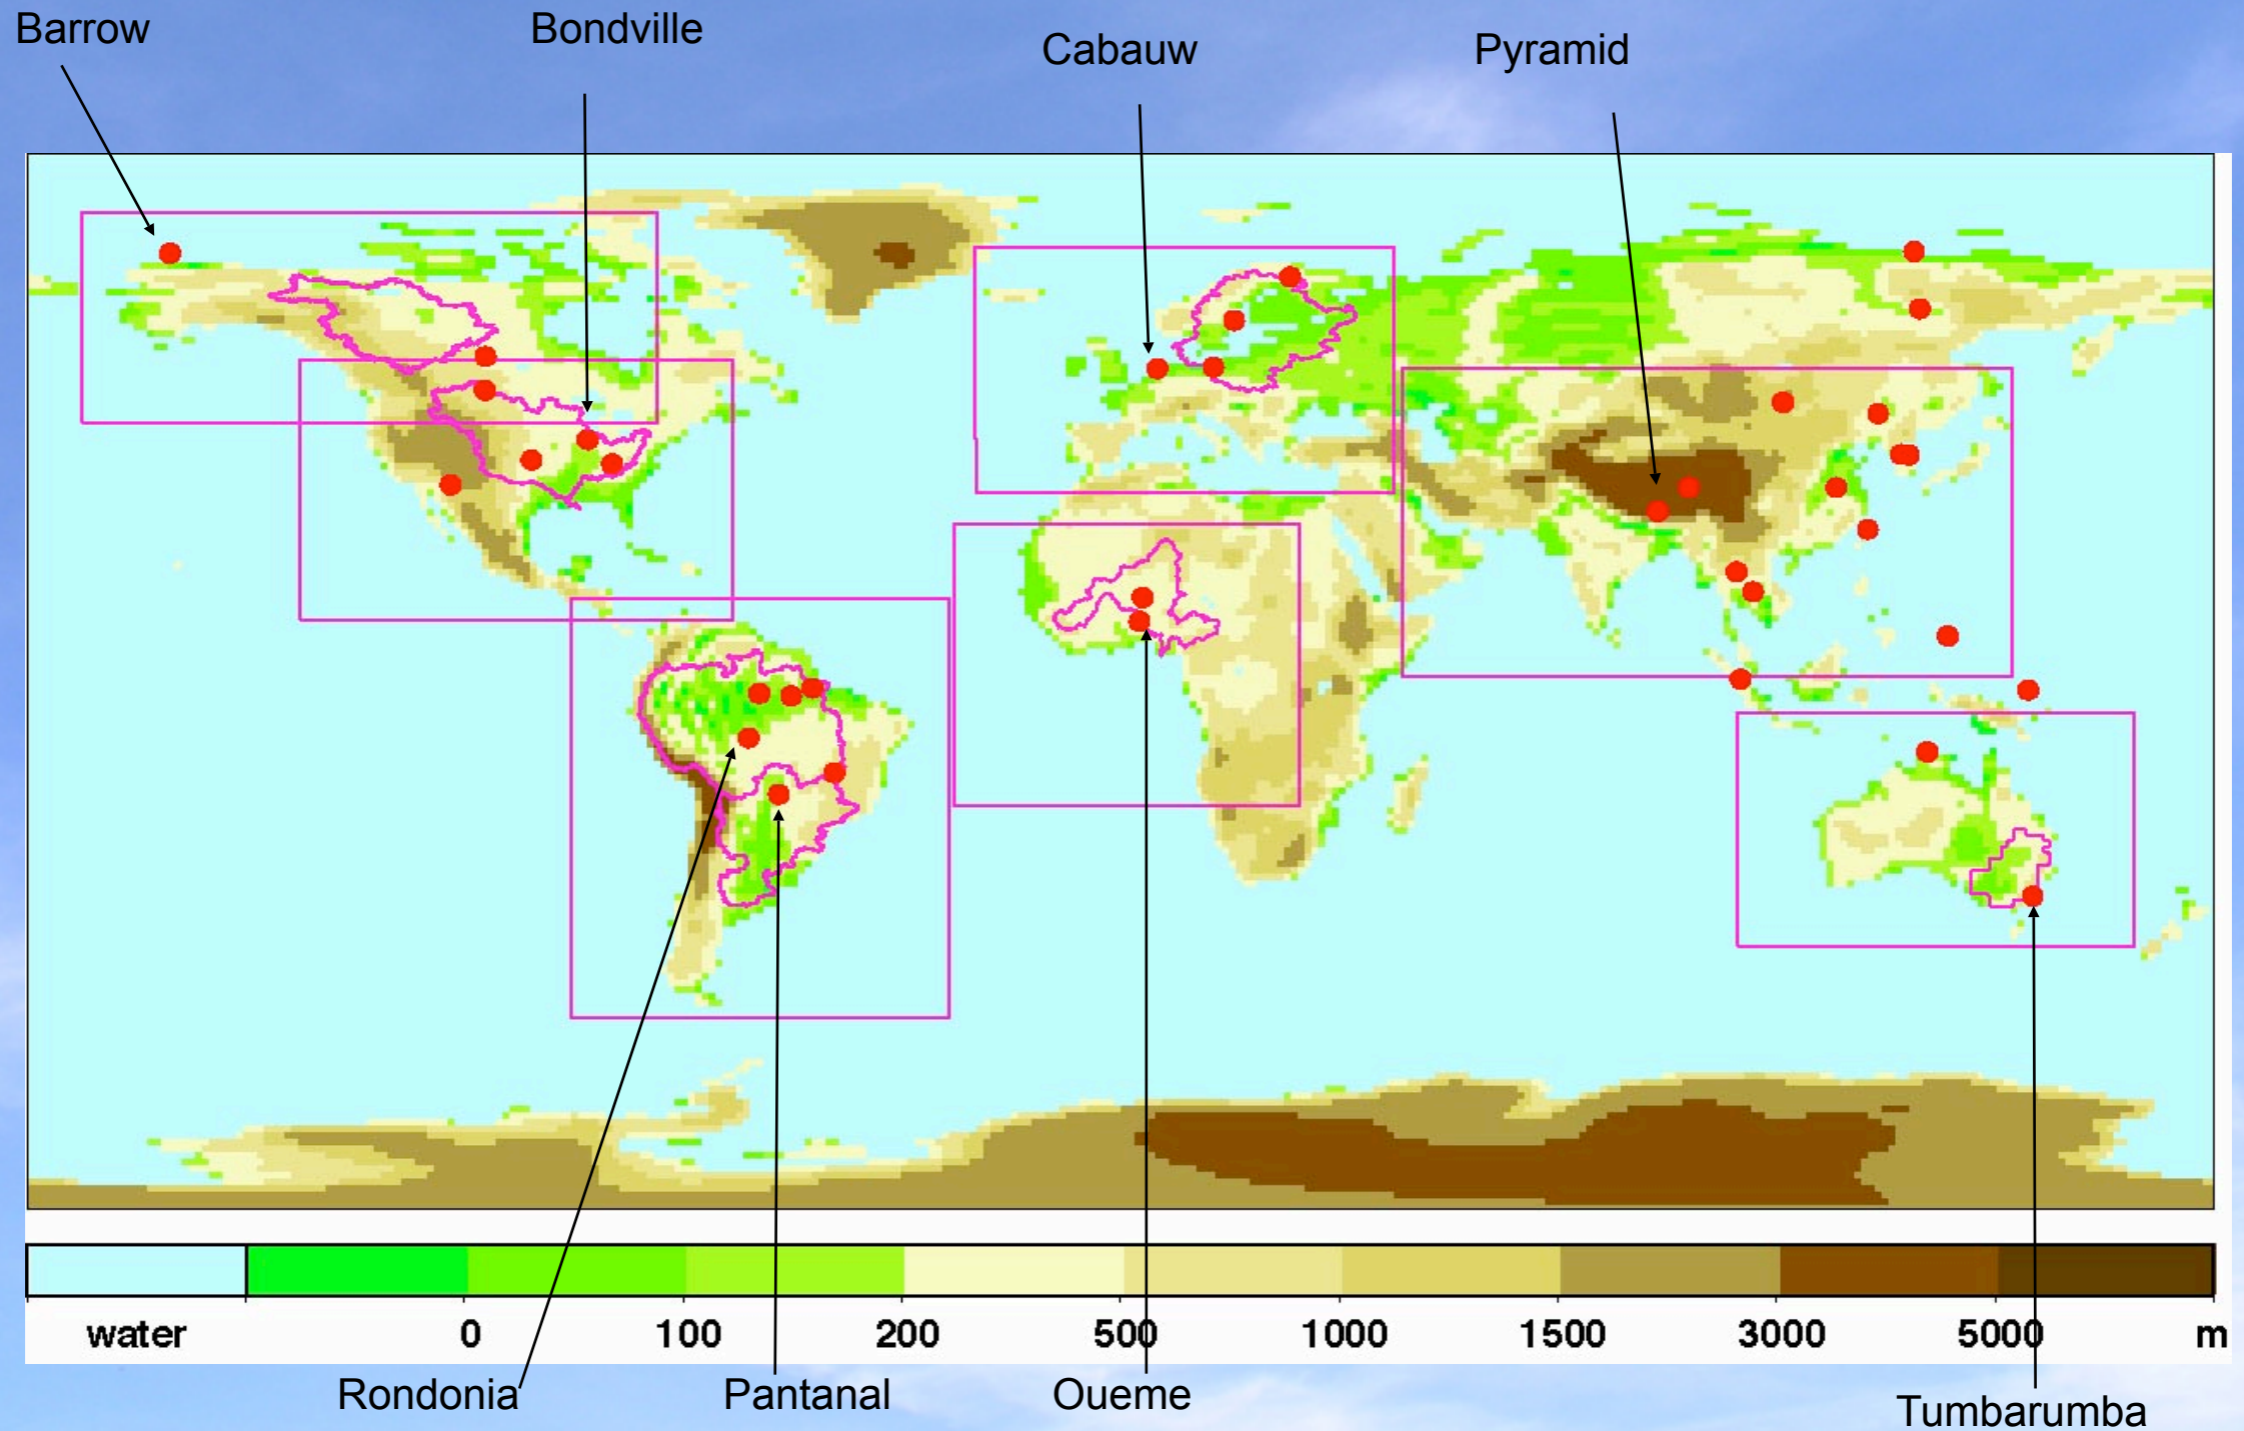 Barrow
Bondville
Cabauw
Pyramid
water 0 100 200 500 1000 1500 3000 5000 m
Rondonia
Pantanal
Oueme
Tumbarumba